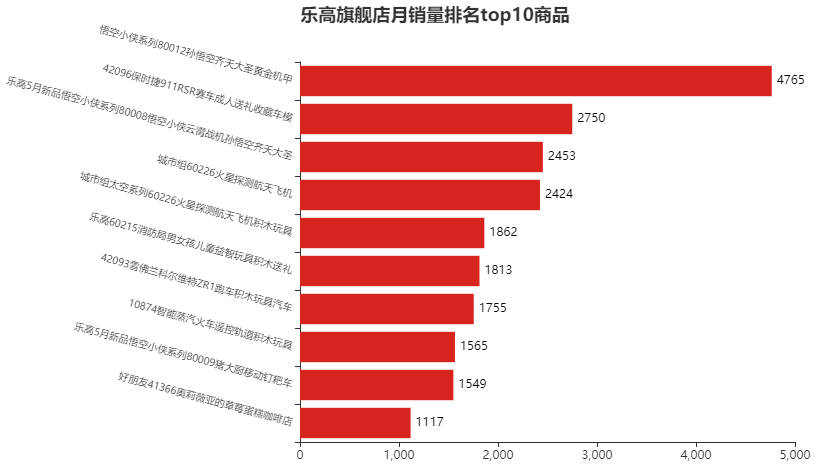 乐高旗舰店月销量排名top10商品
悟空小侠系列80012孙悟空齐天大圣黄金机甲
4765
42096保时捷911RSR赛车成人送礼收藏车模
2750
乐高5月新品悟空小侠系列80008悟空小侠云霄战机孙悟空齐天大圣
2453
城市组60226火星探测航天飞机
2424
城市组太空系列60226火星探测航天飞机积木玩具
1862
乐高60215消防局男女孩儿童益智玩具积木送礼
1813
42093雪佛兰科尔维特ZR1跑车积木玩具汽车
1755
10874智能蒸汽火车遥控轨道积木玩具
1565
乐高5月新品悟空小侠系列80009猪大厨移动钉耙车
1549
好朋友41366奥莉薇亚的草莓蛋糕咖啡店
1117
0 1,000 2,000 3,000 4,000 5,000